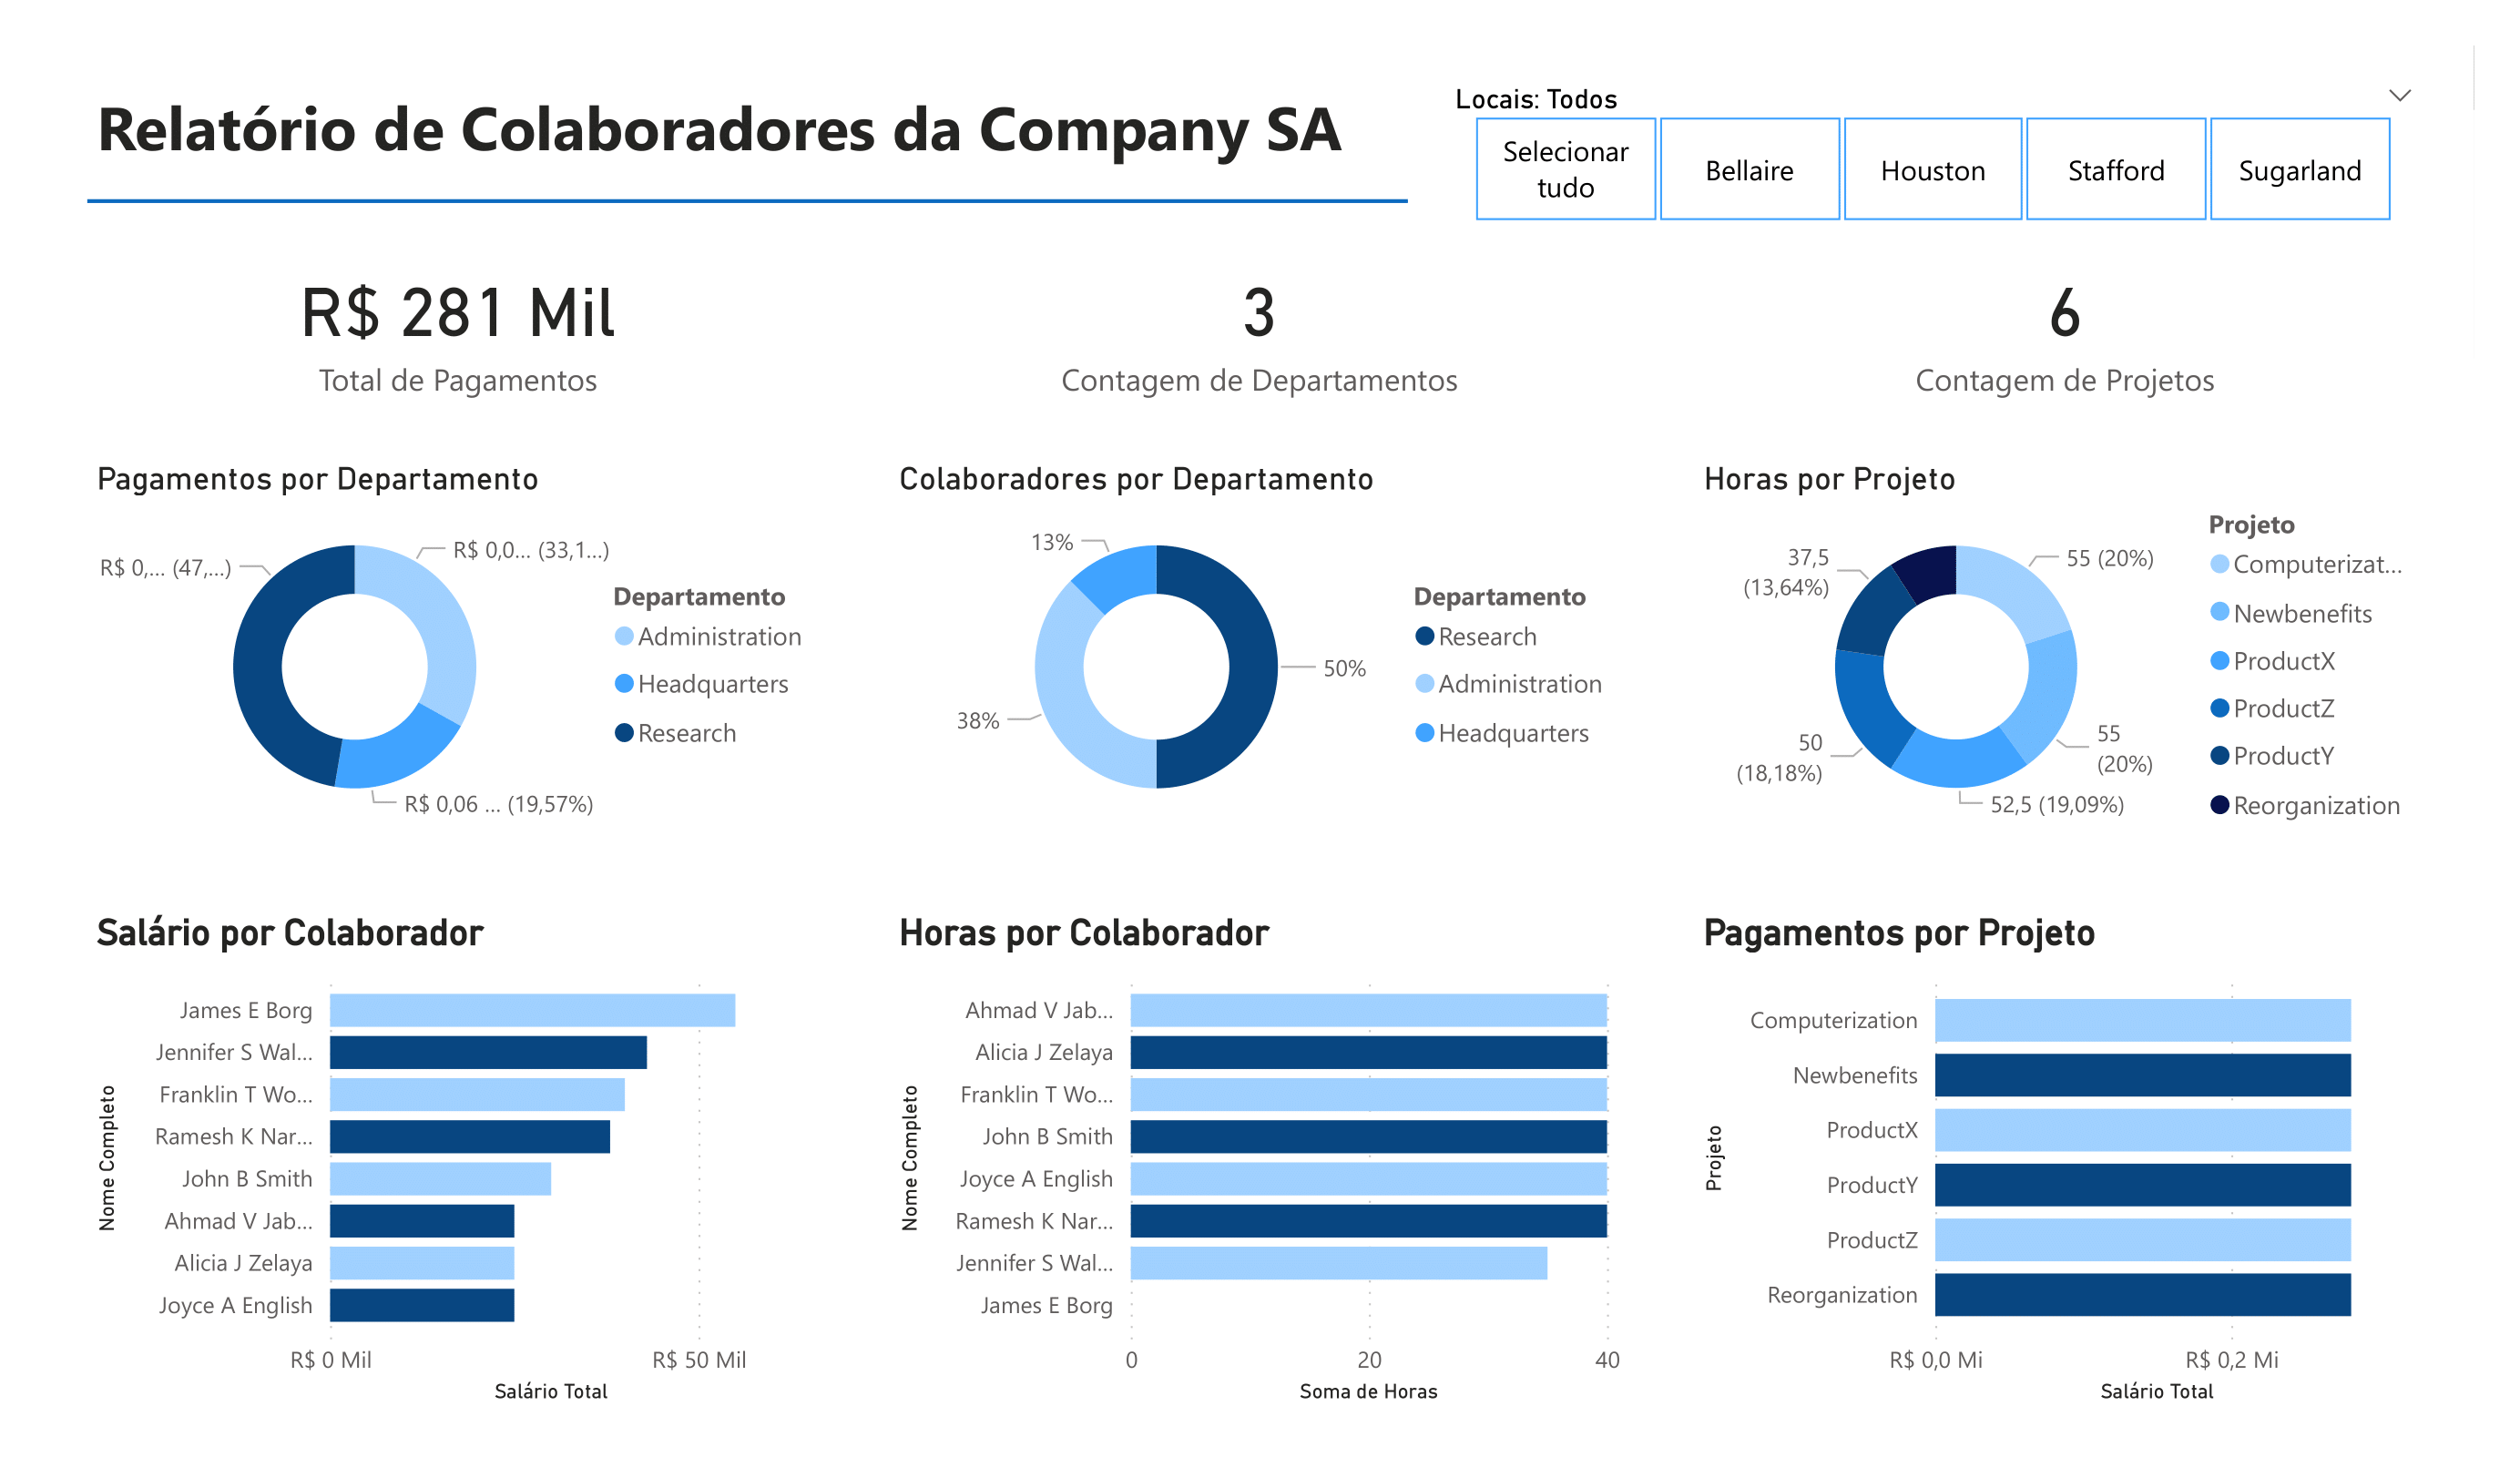 Relatório de Colaboradores da Company SA
Locais: Todos
Selecionar
tudo
Bellaire
Houston
Stafford
Sugarland
R$ 281 Mil
Total de Pagamentos
3
Contagem de Departamentos
6
Contagem de Projetos
Pagamentos por Departamento
R$ 0,0... (33,1...)
R$ 0,... (47,...)
R$ 0,06 ... (19,57%)
Departamento
Administration
Headquarters
Research
Colaboradores por Departamento
13%
50%
38%
Departamento
Research
Administration
Headquarters
Horas por Projeto
37,5
(13,64%)
55 (20%)
50
(18,18%)
55
(20%)
52,5 (19,09%)
Projeto
Computerizat...
Newbenefits
ProductX
ProductZ
ProductY
Reorganization
Salário por Colaborador
Nome Completo
James E Borg
Jennifer S Wal...
Franklin T Wo...
Ramesh K Nar...
John B Smith
Ahmad V Jab...
Alicia J Zelaya
Joyce A English
R$ 0 Mil
R$ 50 Mil
Salário Total
Horas por Colaborador
Nome Completo
Ahmad V Jab...
Alicia J Zelaya
Franklin T Wo...
John B Smith
Joyce A English
Ramesh K Nar...
Jennifer S Wal...
James E Borg
0
20
40
Soma de Horas
Pagamentos por Projeto
Projeto
Computerization
Newbenefits
ProductX
ProductY
ProductZ
Reorganization
R$ 0,0 Mi
R$ 0,2 Mi
Salário Total